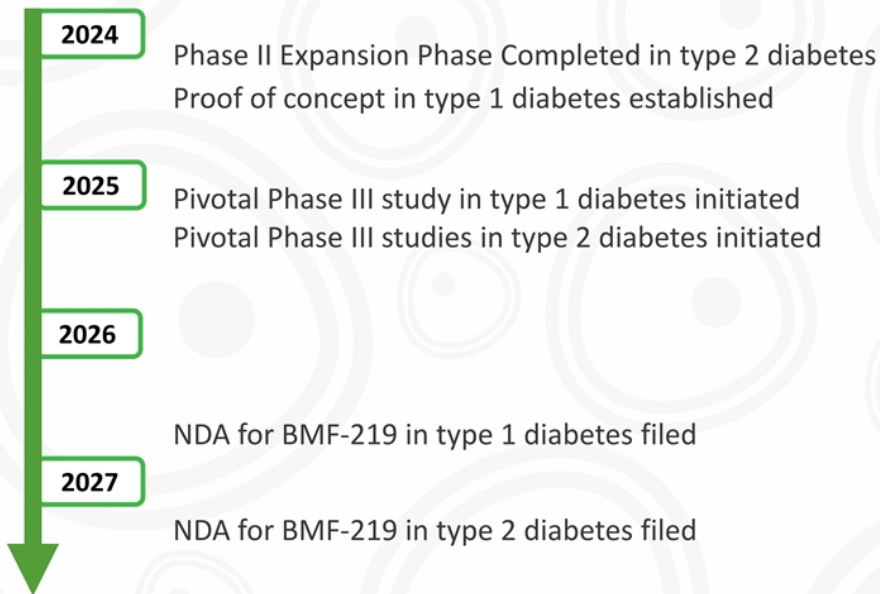 2024
Phase II Expansion Phase Completed in type 2 diabetes
Proof of concept in type 1 diabetes established
2025
Pivotal Phase III study in type 1 diabetes initiated
Pivotal Phase III studies in type 2 diabetes initiated
2026
NDA for BMF-219 in type 1 diabetes filed
2027
NDA for BMF-219 in type 2 diabetes filed